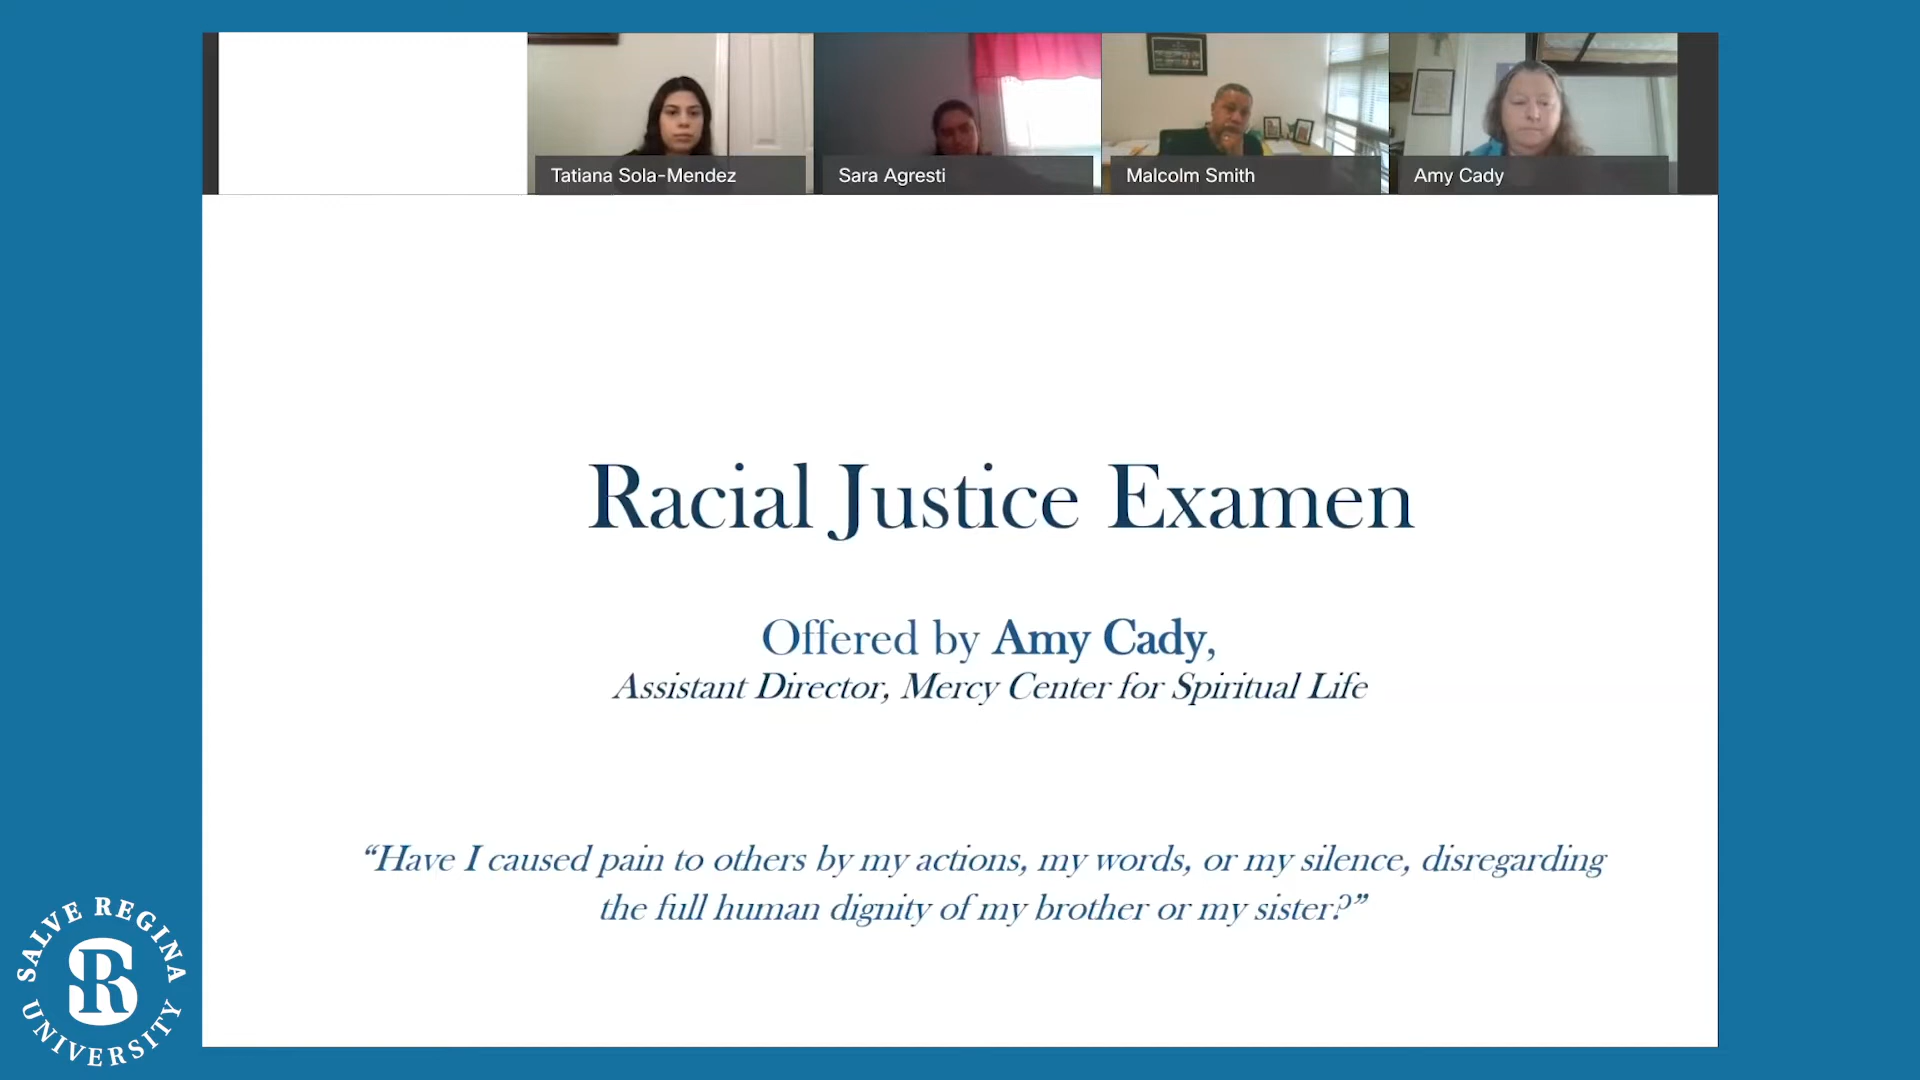 Tatiana Sola-Mendez
Sara Agresti
Malcolm Smith
Amy Cady
Racial Justice Examen
Offered by Amy Cady,
Assistant Director, Mercy Center for Spiritual Life
“Have I caused pain to others by my actions, my words, or my silence, disregarding
the full human dignity of my brother or my sister?”
SALVE REGINA
SR
UNIVERSITY